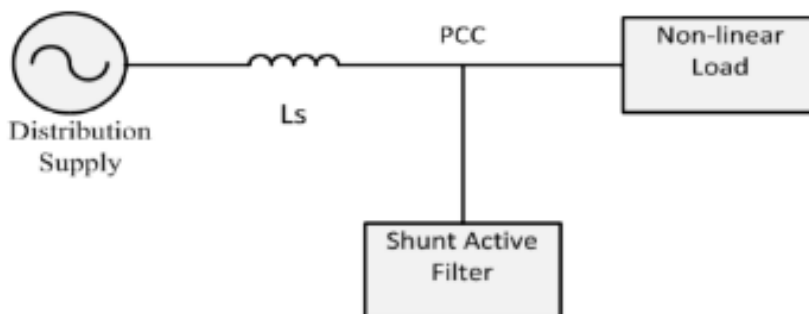 PCC
Non-linear
Load
Ls
Distribution
Supply
Shunt Active
Filter